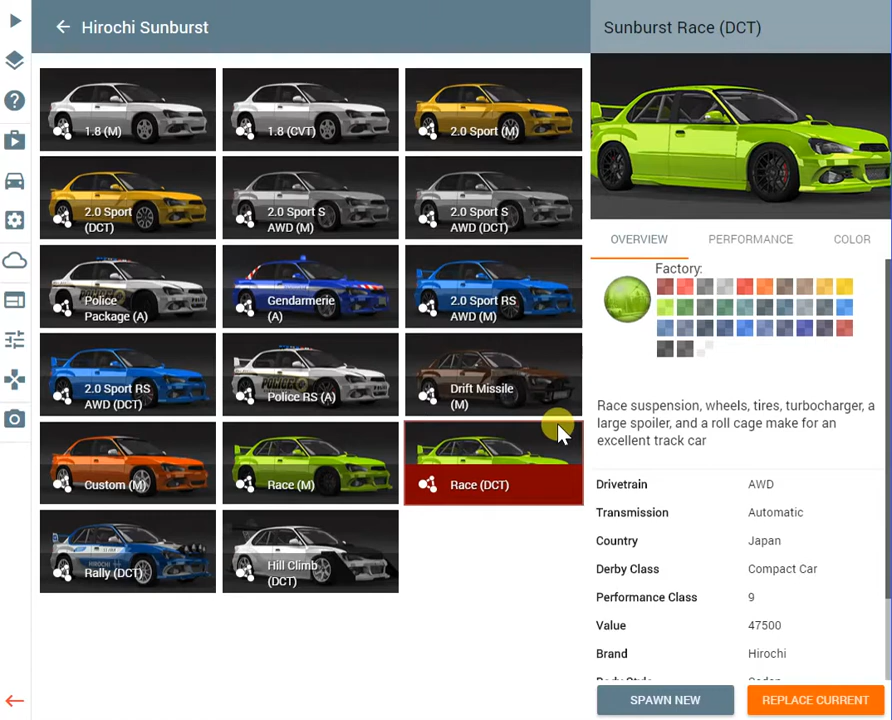 Hirochi Sunburst
Sunburst Race (DCT)
1.8 (M)
1.8 (CVT)
2.0 Sport (M)
2.0 Sport
(DCT)
2.0 Sport S
AWD (M)
2.0 Sport S
AWD (DCT)
Police
Package (A)
Gendarmerie
(A)
2.0 Sport RS
AWD (M)
2.0 Sport RS
AWD (DCT)
Police RS (A)
Drift Missile
(M)
Custom (M)
Race (M)
Race (DCT)
Rally (DCT)
Hill Climb
(DCT)
OVERVIEW
PERFORMANCE
COLOR
Factory:
Race suspension, wheels, tires, turbocharger, a
large spoiler, and a roll cage make for an
excellent track car
Drivetrain AWD
Transmission Automatic
Country Japan
Derby Class Compact Car
Performance Class 9
Value 47500
Brand Hirochi
Body Style Sedan
SPAWN NEW
REPLACE CURRENT